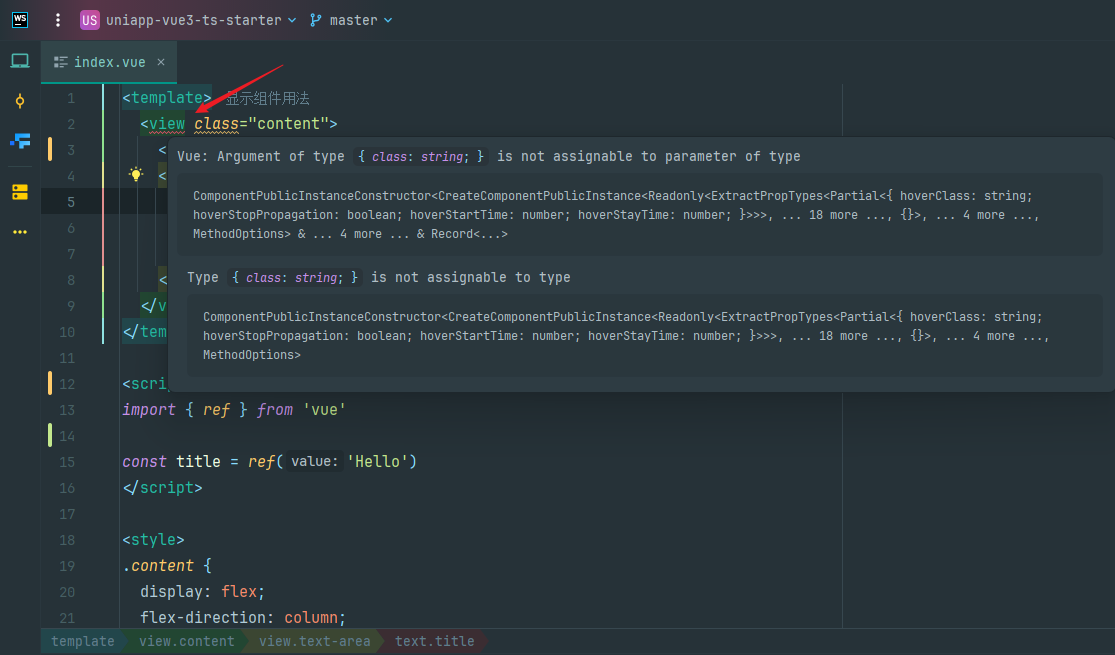 WS
US uniapp-vue3-ts-starter master
index.vue ×
1 <template> 显示组件用法
2 <view class="content">
3 <
4 <
5
6
7
8 <
9 </v
10 </tem
Vue: Argument of type { class: string; } is not assignable to parameter of type
ComponentPublicInstanceConstructor<CreateComponentPublicInstance<Readonly<ExtractPropTypes<Partial<{ hoverClass: string;
hoverStopPropagation: boolean; hoverStartTime: number; hoverStayTime: number; }>>>, ... 18 more ..., {}>, ... 4 more ...,
MethodOptions> & ... 4 more ... & Record<...>
Type { class: string; } is not assignable to type
ComponentPublicInstanceConstructor<CreateComponentPublicInstance<Readonly<ExtractPropTypes<Partial<{ hoverClass: string;
hoverStopPropagation: boolean; hoverStartTime: number; hoverStayTime: number; }>>>, ... 18 more ..., {}>, ... 4 more ...,
MethodOptions>
11
12 <scri
13 import { ref } from 'vue'
14
15 const title = ref( value: 'Hello')
16 </script>
17
18 <style>
19 .content {
20 display: flex;
21 flex-direction: column;
template view.content view.text-area text.title